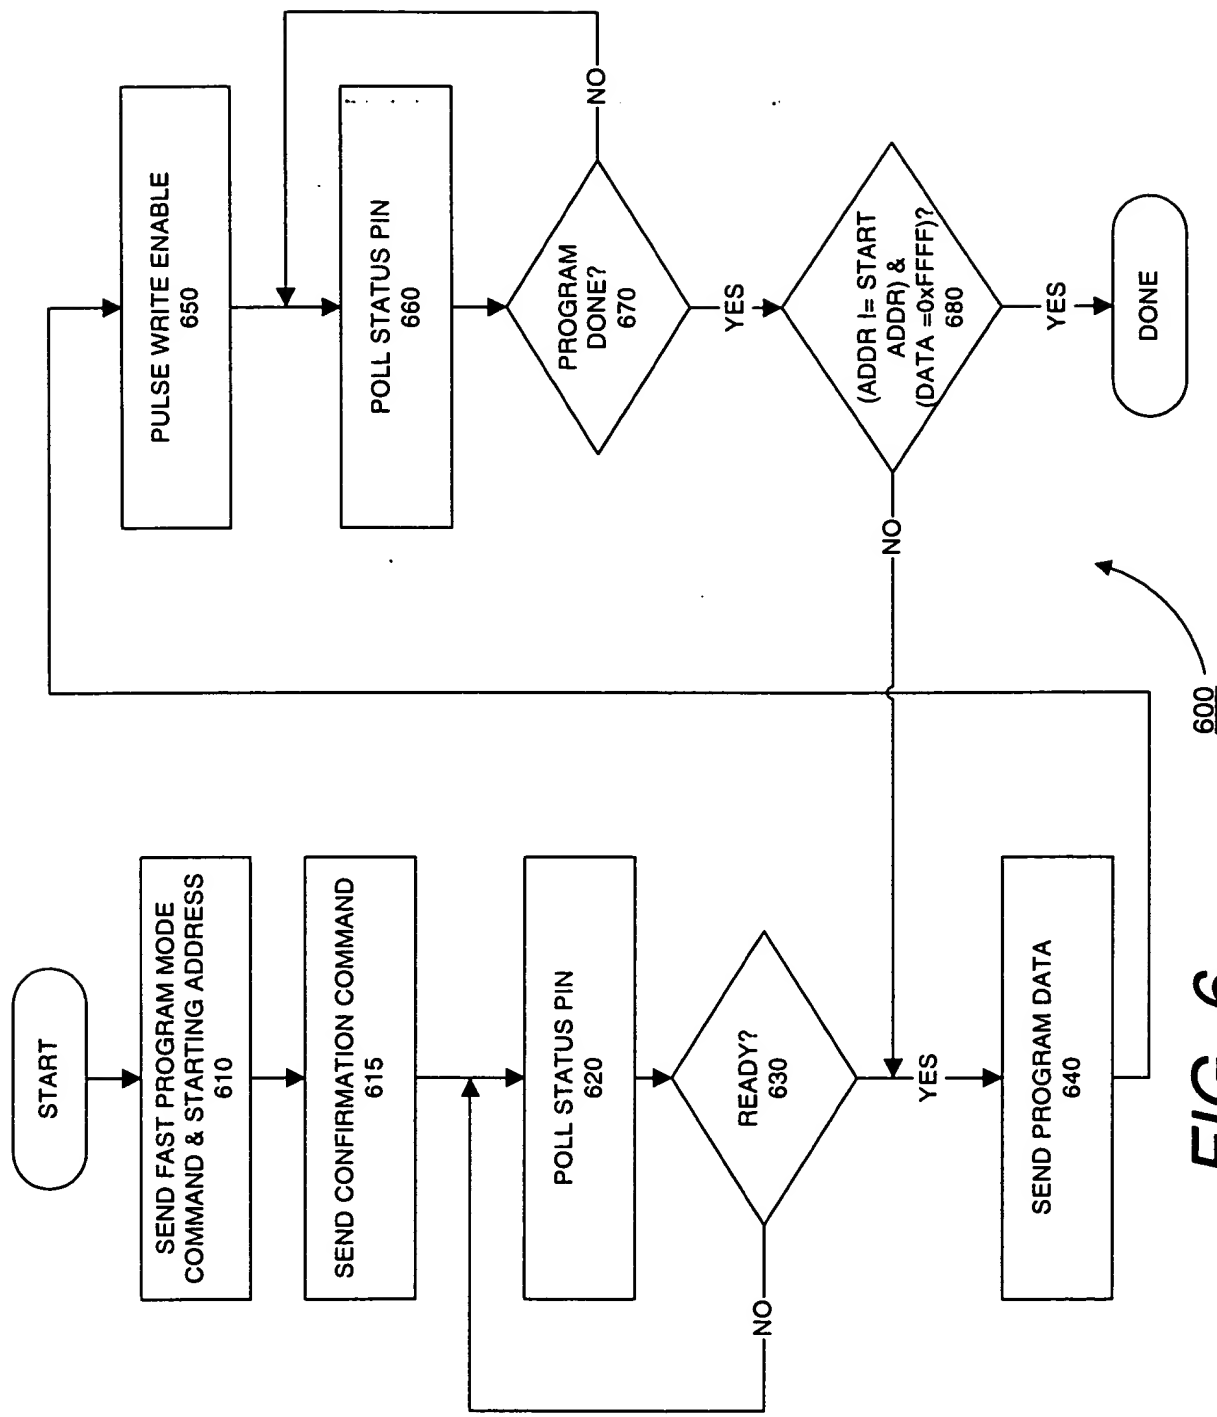 START
SEND FAST PROGRAM MODE
COMMAND & STARTING ADDRESS
610
SEND CONFIRMATION COMMAND
615
POLL STATUS PIN
620
READY?
630
NO
YES
SEND PROGRAM DATA
640
PULSE WRITE ENABLE
650
POLL STATUS PIN
660
PROGRAM
DONE?
670
NO
YES
(ADDR != START
ADDR) &
(DATA =0xFFFF)?
680
NO
YES
DONE
600
FIG. 6